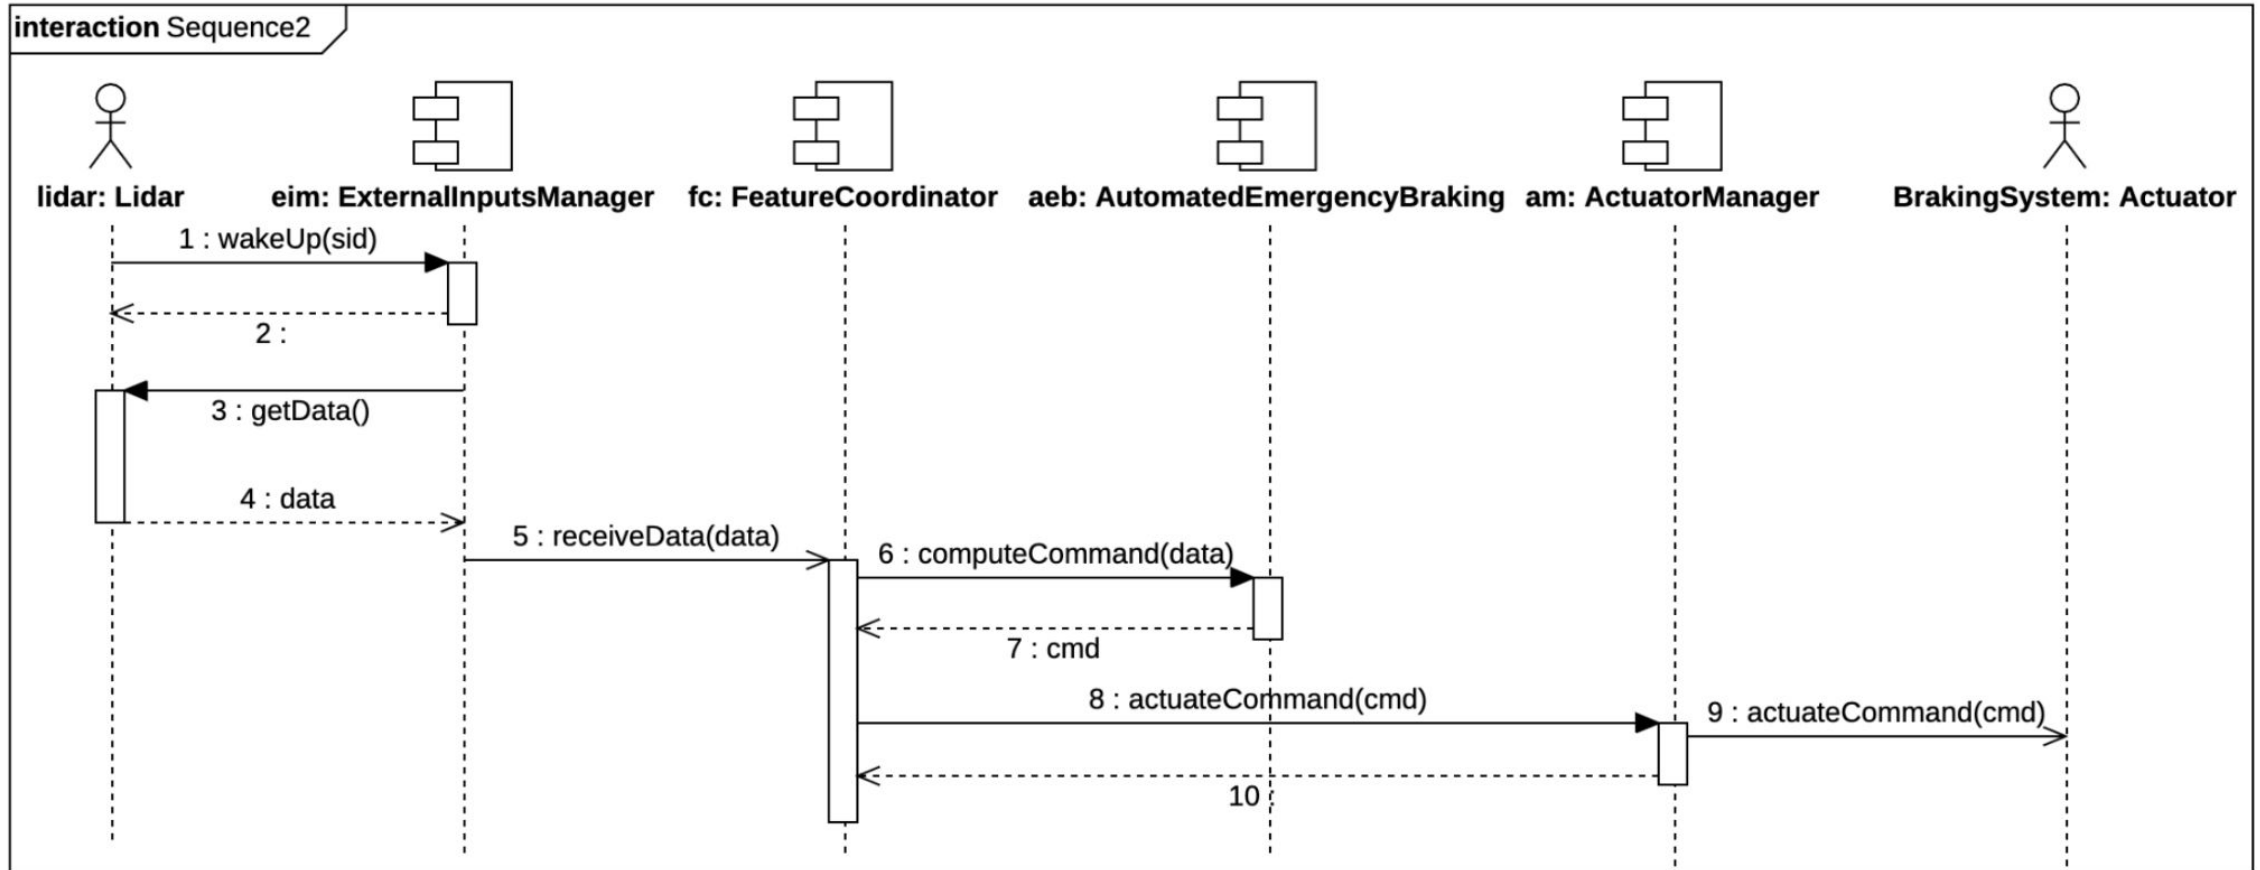 interaction Sequence2
lidar: Lidar
eim: ExternalInputsManager
fc: FeatureCoordinator
aeb: AutomatedEmergencyBraking
am: ActuatorManager
BrakingSystem: Actuator
1 : wakeUp(sid)
2 :
3 : getData()
4 : data
5 : receiveData(data)
6 : computeCommand(data)
7 : cmd
8 : actuateCommand(cmd)
9 : actuateCommand(cmd)
10 :